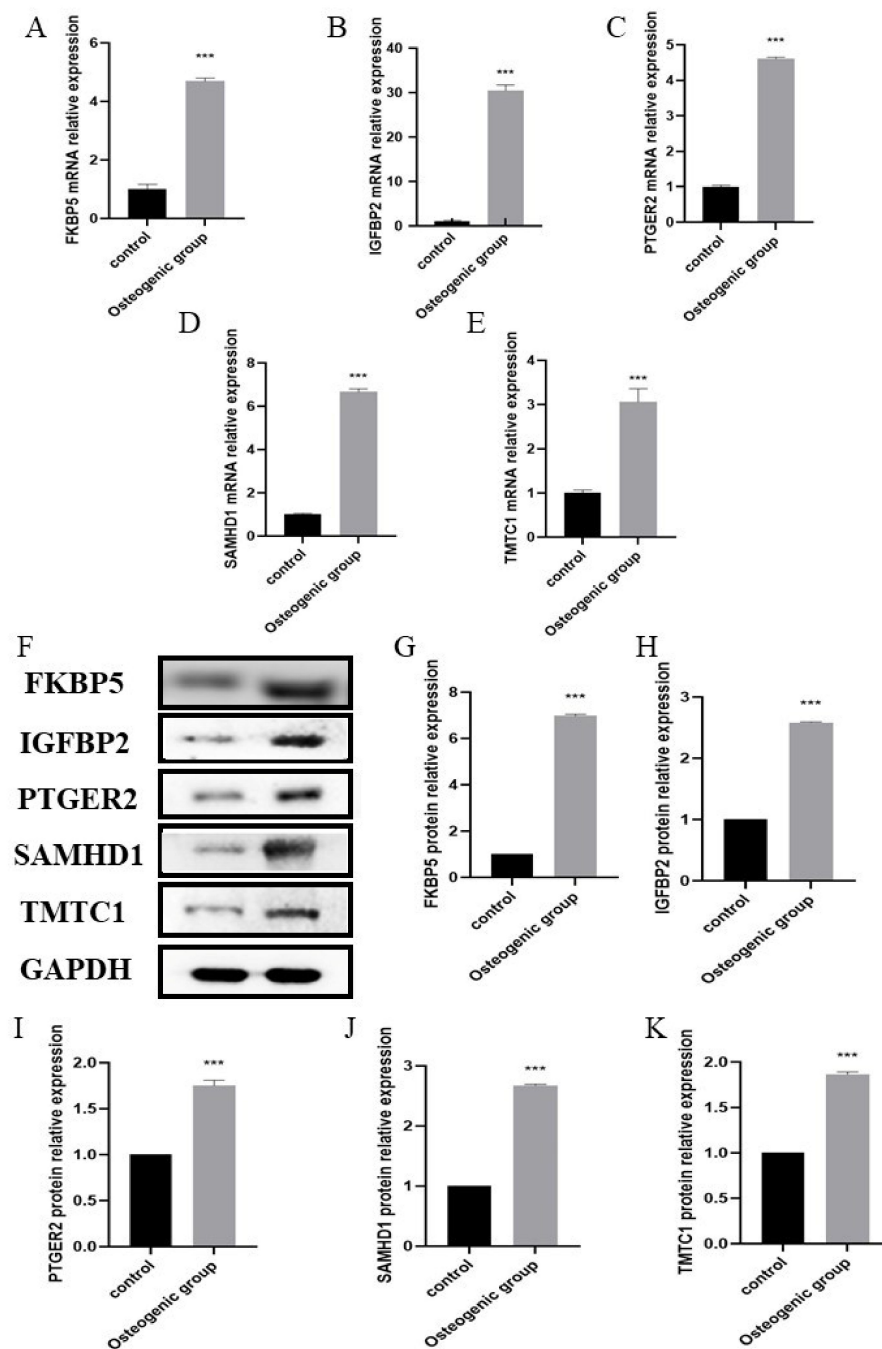 A
FKBP5 mRNA relative expression
6
4
2
0
***
control
Osteogenic group
B
IGFBP2 mRNA relative expression
40
30
20
10
0
***
control
Osteogenic group
C
PTGER2 mRNA relative expression
5
4
3
2
1
0
***
control
Osteogenic group
D
SAMHD1 mRNA relative expression
8
6
4
2
0
***
control
Osteogenic group
E
TMTC1 mRNA relative expression
4
3
2
1
0
***
control
Osteogenic group
F
FKBP5
IGFBP2
PTGER2
SAMHD1
TMTC1
GAPDH
G
FKBP5 protein relative expression
8
6
4
2
0
***
control
Osteogenic group
H
IGFBP2 protein relative expression
3
2
1
0
***
control
Osteogenic group
I
PTGER2 protein relative expression
2.0
1.5
1.0
0.5
0.0
***
control
Osteogenic group
J
SAMHD1 protein relative expression
3
2
1
0
***
control
Osteogenic group
K
TMTC1 protein relative expression
2.0
1.5
1.0
0.5
0.0
***
control
Osteogenic group